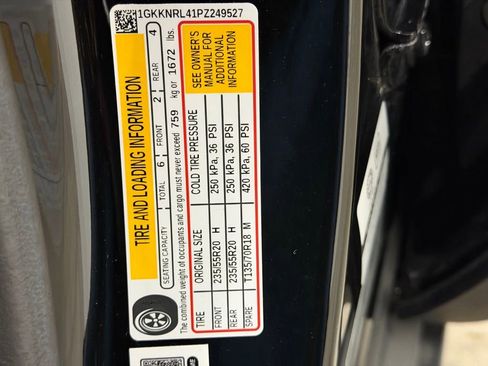 1GKKNRL41PZ249527
TIRE AND LOADING INFORMATION
SEATING CAPACITY TOTAL 6 FRONT 2 REAR 4
The combined weight of occupants and cargo must never exceed 759 kg or 1672 lbs.
TIRE ORIGINAL SIZE COLD TIRE PRESSURE
FRONT 235/55R20 H 250 kPa, 36 PSI
REAR 235/55R20 H 250 kPa, 36 PSI
SPARE T135/70R18 M 420 kPa, 60 PSI
SEE OWNER'S
MANUAL FOR
ADDITIONAL
INFORMATION